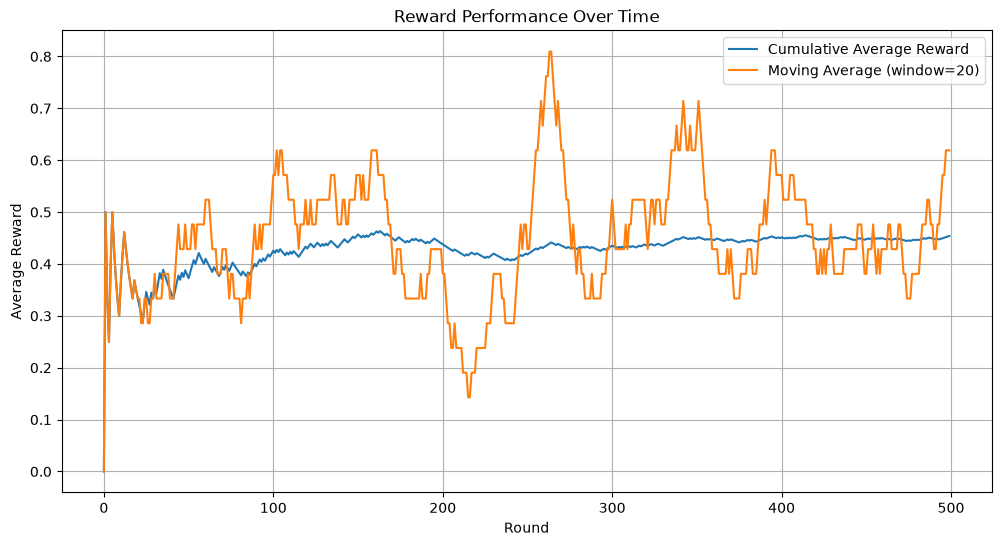 Reward Performance Over Time
Cumulative Average Reward
Moving Average (window=20)
Average Reward
0.8
0.7
0.6
0.5
0.4
0.3
0.2
0.1
0.0
0 100 200 300 400 500
Round